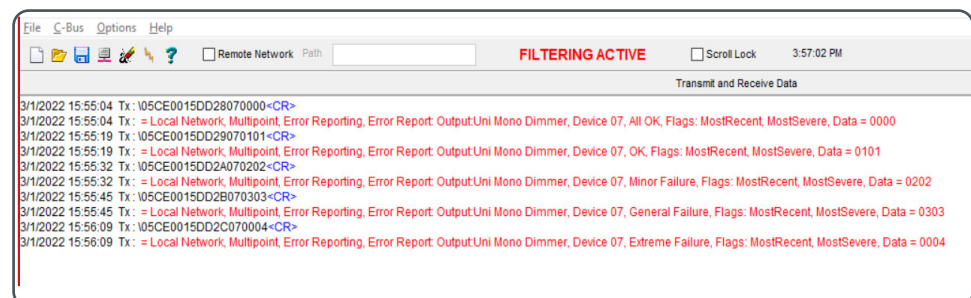 File C-Bus Options Help
Remote Network Path FILTERING ACTIVE Scroll Lock 3:57:02 PM
Transmit and Receive Data
3/1/2022 15:55:04 Tx : \05CE0015DD28070000<CR>
3/1/2022 15:55:04 Tx : = Local Network, Multipoint, Error Reporting, Error Report: Output:Uni Mono Dimmer, Device 07, All OK, Flags: MostRecent, MostSevere, Data = 0000
3/1/2022 15:55:19 Tx : \05CE0015DD29070101<CR>
3/1/2022 15:55:19 Tx : = Local Network, Multipoint, Error Reporting, Error Report: Output:Uni Mono Dimmer, Device 07, OK, Flags: MostRecent, MostSevere, Data = 0101
3/1/2022 15:55:32 Tx : \05CE0015DD2A070202<CR>
3/1/2022 15:55:32 Tx : = Local Network, Multipoint, Error Reporting, Error Report: Output:Uni Mono Dimmer, Device 07, Minor Failure, Flags: MostRecent, MostSevere, Data = 0202
3/1/2022 15:55:45 Tx : \05CE0015DD2B070303<CR>
3/1/2022 15:55:45 Tx : = Local Network, Multipoint, Error Reporting, Error Report: Output:Uni Mono Dimmer, Device 07, General Failure, Flags: MostRecent, MostSevere, Data = 0303
3/1/2022 15:56:09 Tx : \05CE0015DD2C070004<CR>
3/1/2022 15:56:09 Tx : = Local Network, Multipoint, Error Reporting, Error Report: Output:Uni Mono Dimmer, Device 07, Extreme Failure, Flags: MostRecent, MostSevere, Data = 0004